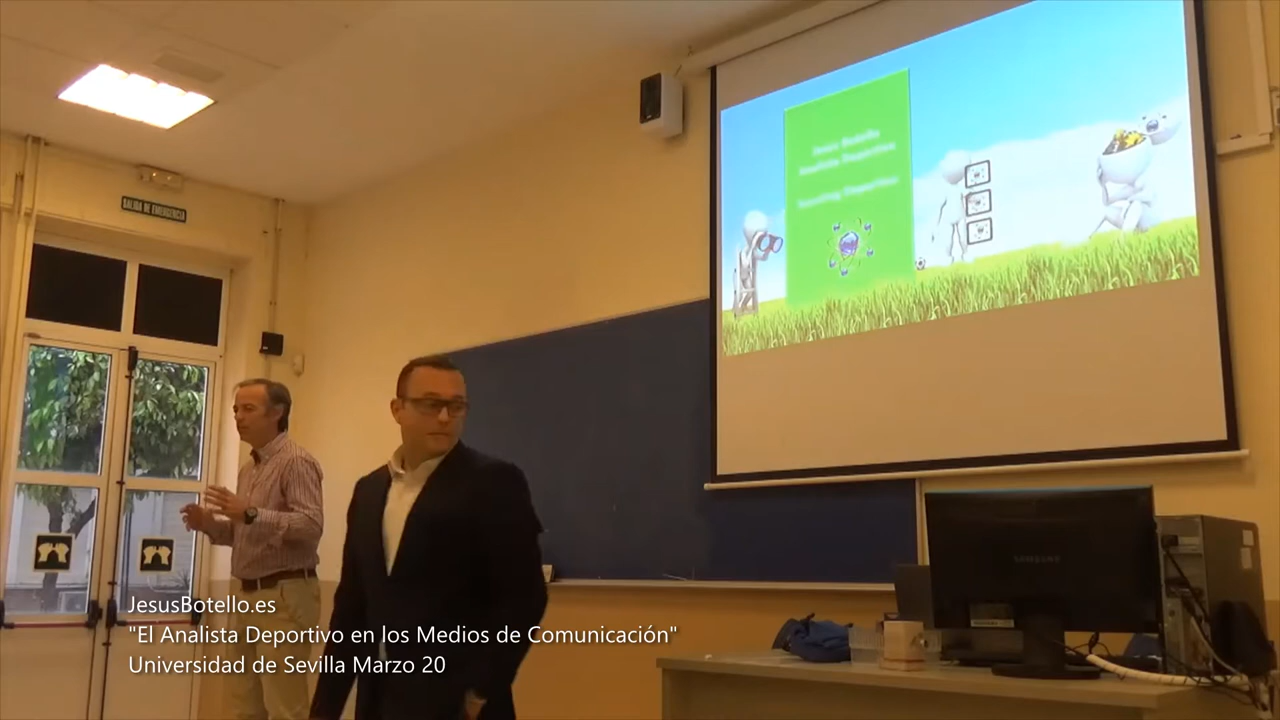 SALIDA DE EMERGENCIA
Jesús Botello
Analista Deportivo
SAMSUNG
JesusBotello.es
"El Analista Deportivo en los Medios de Comunicación"
Universidad de Sevilla Marzo 20